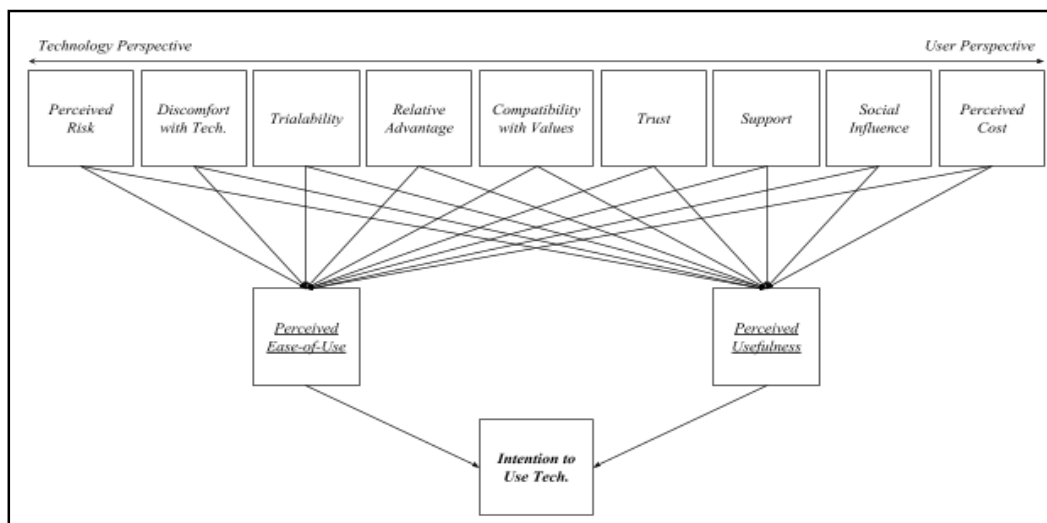 Technology Perspective
User Perspective
Perceived
Risk
Discomfort
with Tech.
Trialability
Relative
Advantage
Compatibility
with Values
Trust
Support
Social
Influence
Perceived
Cost
Perceived
Ease-of-Use
Perceived
Usefulness
Intention to
Use Tech.